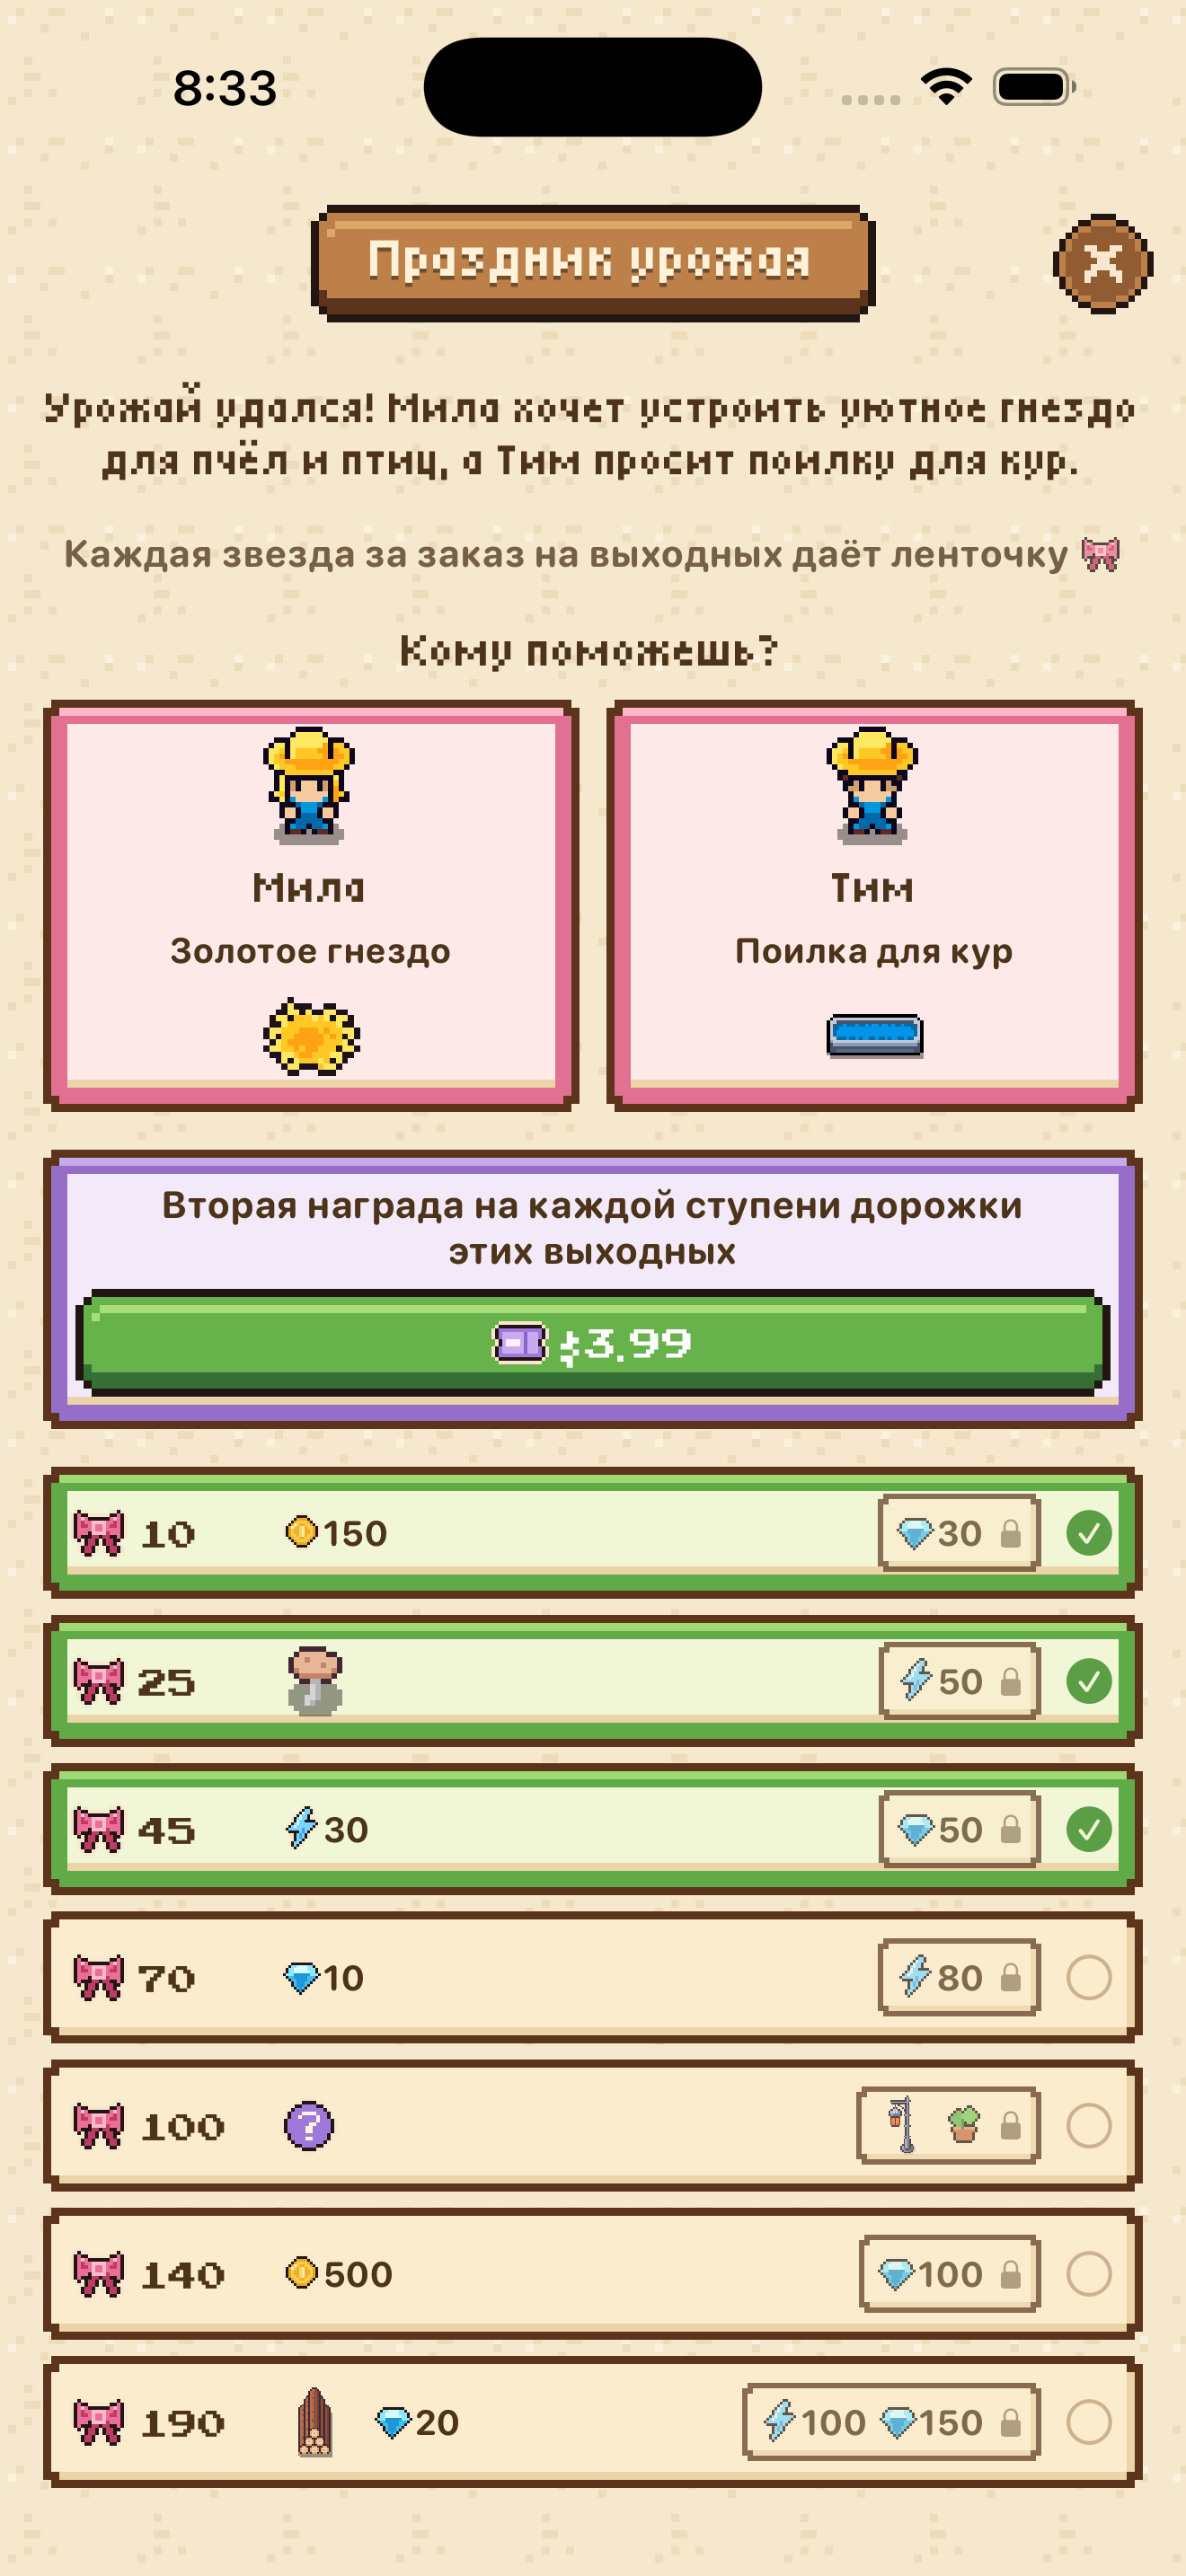 8:33
Праздник урожая
Урожай удался! Мила хочет устроить уютное гнездо
для пчёл и птиц, а Тим просит поилку для кур.
Каждая звезда за заказ на выходных даёт ленточку
Кому поможешь?
Мила
Золотое гнездо
Тим
Поилка для кур
Вторая награда на каждой ступени дорожки
этих выходных
$3.99
10 150 30
25 50
45 30 50
70 10 80
100 ?
140 500 100
190 20 100 150